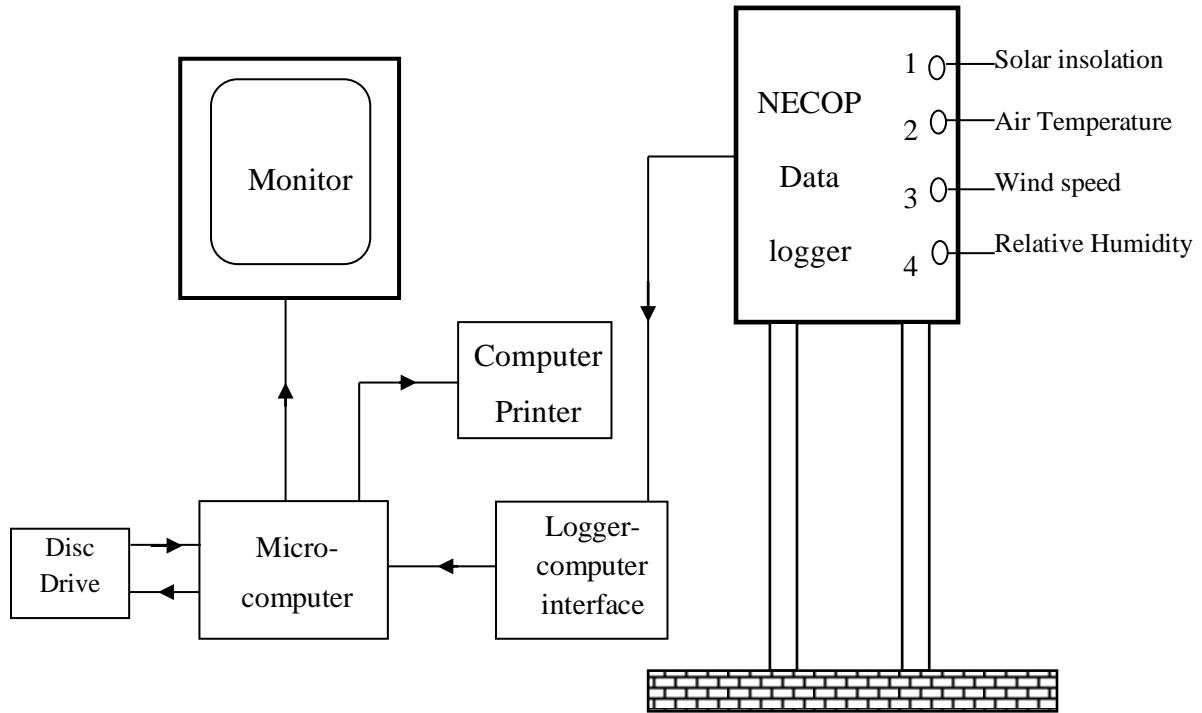 Monitor
NECOP
Data
logger
1
Solar insolation
2
Air Temperature
3
Wind speed
4
Relative Humidity
Computer
Printer
Disc
Drive
Micro-
computer
Logger-
computer
interface